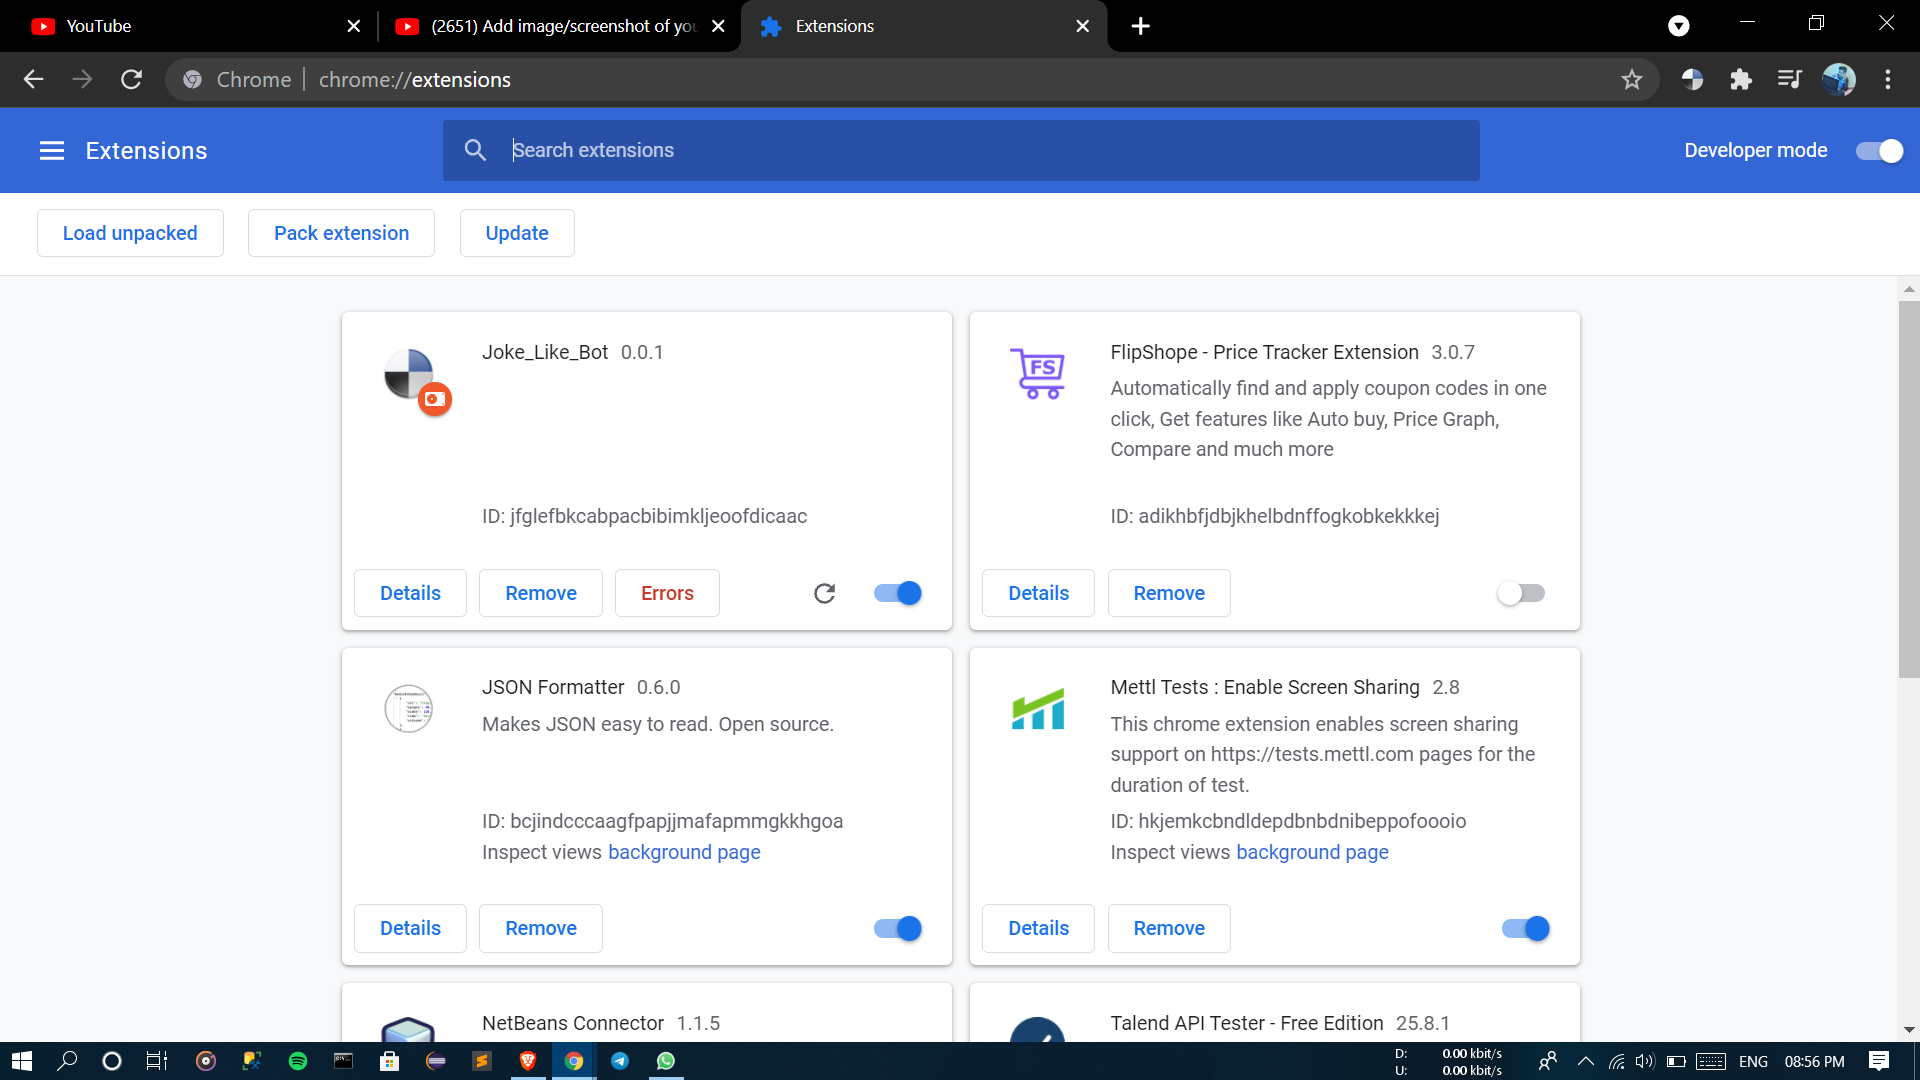 YouTube
(2651) Add image/screenshot of you
Extensions
Chrome
chrome://extensions
Extensions
Search extensions
Developer mode
Load unpacked
Pack extension
Update
Joke_Like_Bot 0.0.1
ID: jfglefbkcabpacbibimkljeoofdicaac
Details
Remove
Errors
FS
FlipShope - Price Tracker Extension 3.0.7
Automatically find and apply coupon codes in one
click, Get features like Auto buy, Price Graph,
Compare and much more
ID: adikhbfjdbjkhelbdnffogkobkekkkej
Details
Remove
JSON Formatter 0.6.0
Makes JSON easy to read. Open source.
ID: bcjindcccaagfpapjjmafapmmgkkhgoa
Inspect views background page
Details
Remove
Mettl Tests : Enable Screen Sharing 2.8
This chrome extension enables screen sharing
support on https://tests.mettl.com pages for the
duration of test.
ID: hkjemkcbndldepdbnbdnibeppofoooio
Inspect views background page
Details
Remove
NetBeans Connector 1.1.5
Talend API Tester - Free Edition 25.8.1
D: 0.00 kbit/s
U: 0.00 kbit/s
ENG
08:56 PM